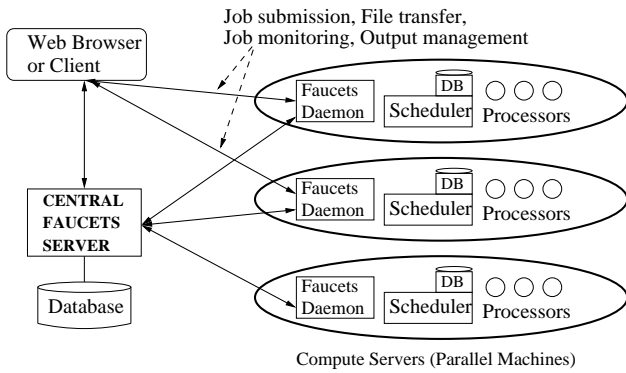 Job submission, File transfer,
Job monitoring, Output management
Web Browser
or Client
Faucets
Daemon
DB
Scheduler
Processors
Faucets
Daemon
DB
Scheduler
Processors
CENTRAL
FAUCETS
SERVER
Database
Faucets
Daemon
DB
Scheduler
Processors
Compute Servers (Parallel Machines)